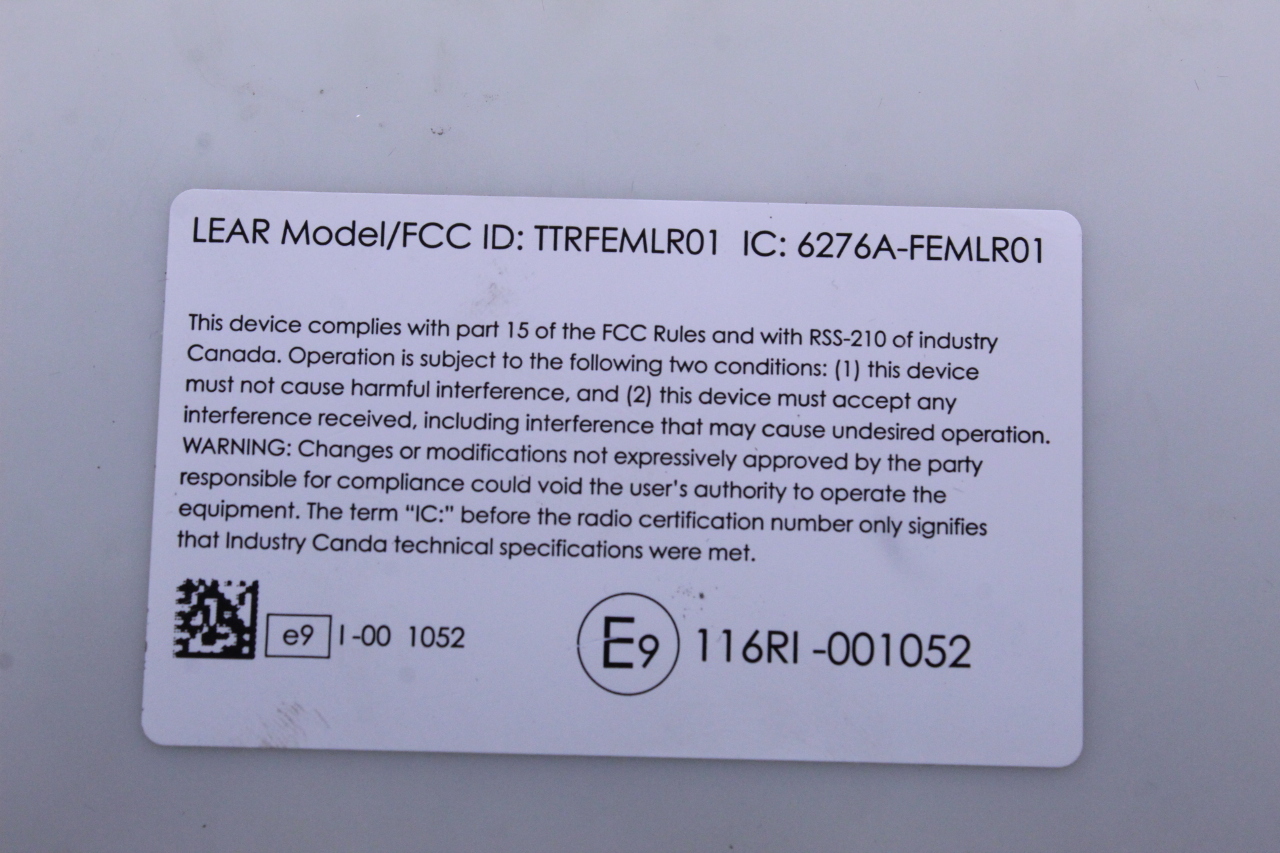 LEAR Model/FCC ID: TTRFEMLR01 IC: 6276A-FEMLR01
This device complies with part 15 of the FCC Rules and with RSS-210 of industry
Canada. Operation is subject to the following two conditions: (1) this device
must not cause harmful interference, and (2) this device must accept any
interference received, including interference that may cause undesired operation.
WARNING: Changes or modifications not expressively approved by the party
responsible for compliance could void the user's authority to operate the
equipment. The term “IC:” before the radio certification number only signifies
that Industry Canda technical specifications were met.
e9 I -00 1052
E9 116RI -001052